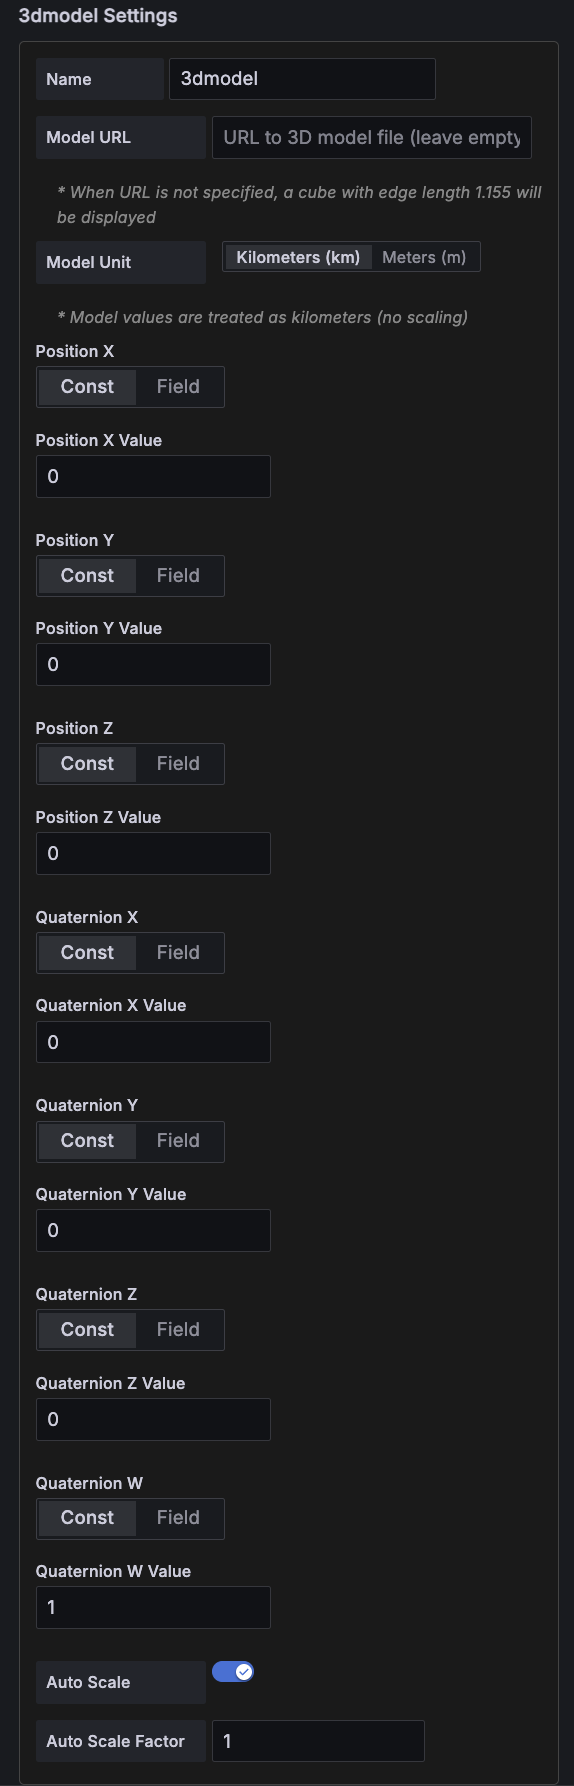 3dmodel Settings
Name 3dmodel
Model URL URL to 3D model file (leave empty
* When URL is not specified, a cube with edge length 1.155 will
be displayed
Model Unit Kilometers (km) Meters (m)
* Model values are treated as kilometers (no scaling)
Position X
Const Field
Position X Value
0
Position Y
Const Field
Position Y Value
0
Position Z
Const Field
Position Z Value
0
Quaternion X
Const Field
Quaternion X Value
0
Quaternion Y
Const Field
Quaternion Y Value
0
Quaternion Z
Const Field
Quaternion Z Value
0
Quaternion W
Const Field
Quaternion W Value
1
Auto Scale
Auto Scale Factor 1